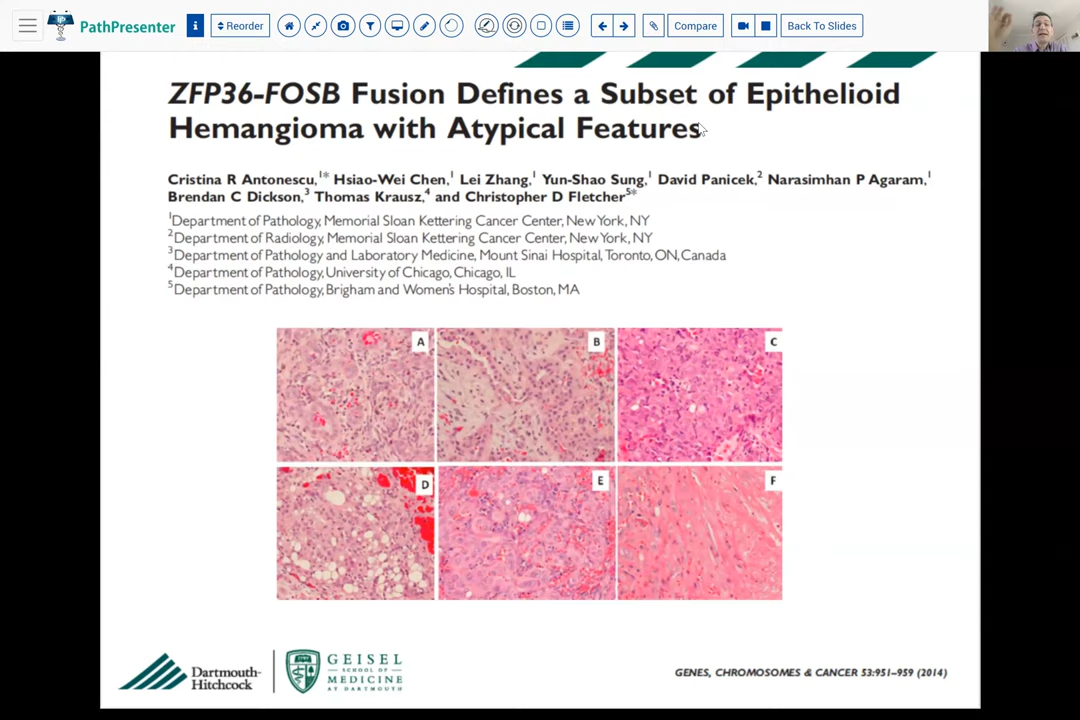 PathPresenter
i
Reorder
Compare
Back To Slides
ZFP36-FOSB Fusion Defines a Subset of Epithelioid
Hemangioma with Atypical Features
Cristina R Antonescu,1* Hsiao-Wei Chen,1 Lei Zhang,1 Yun-Shao Sung,1 David Panicek,2 Narasimhan P Agaram,1
Brendan C Dickson,3 Thomas Krausz,4 and Christopher D Fletcher5*
1Department of Pathology, Memorial Sloan Kettering Cancer Center, New York, NY
2Department of Radiology, Memorial Sloan Kettering Cancer Center, New York, NY
3Department of Pathology and Laboratory Medicine, Mount Sinai Hospital, Toronto, ON, Canada
4Department of Pathology, University of Chicago, Chicago, IL
5Department of Pathology, Brigham and Women's Hospital, Boston, MA
A
B
C
D
E
F
Dartmouth-
Hitchcock
GEISEL
SCHOOL OF
MEDICINE
AT DARTMOUTH
GENES, CHROMOSOMES & CANCER 53:951–959 (2014)